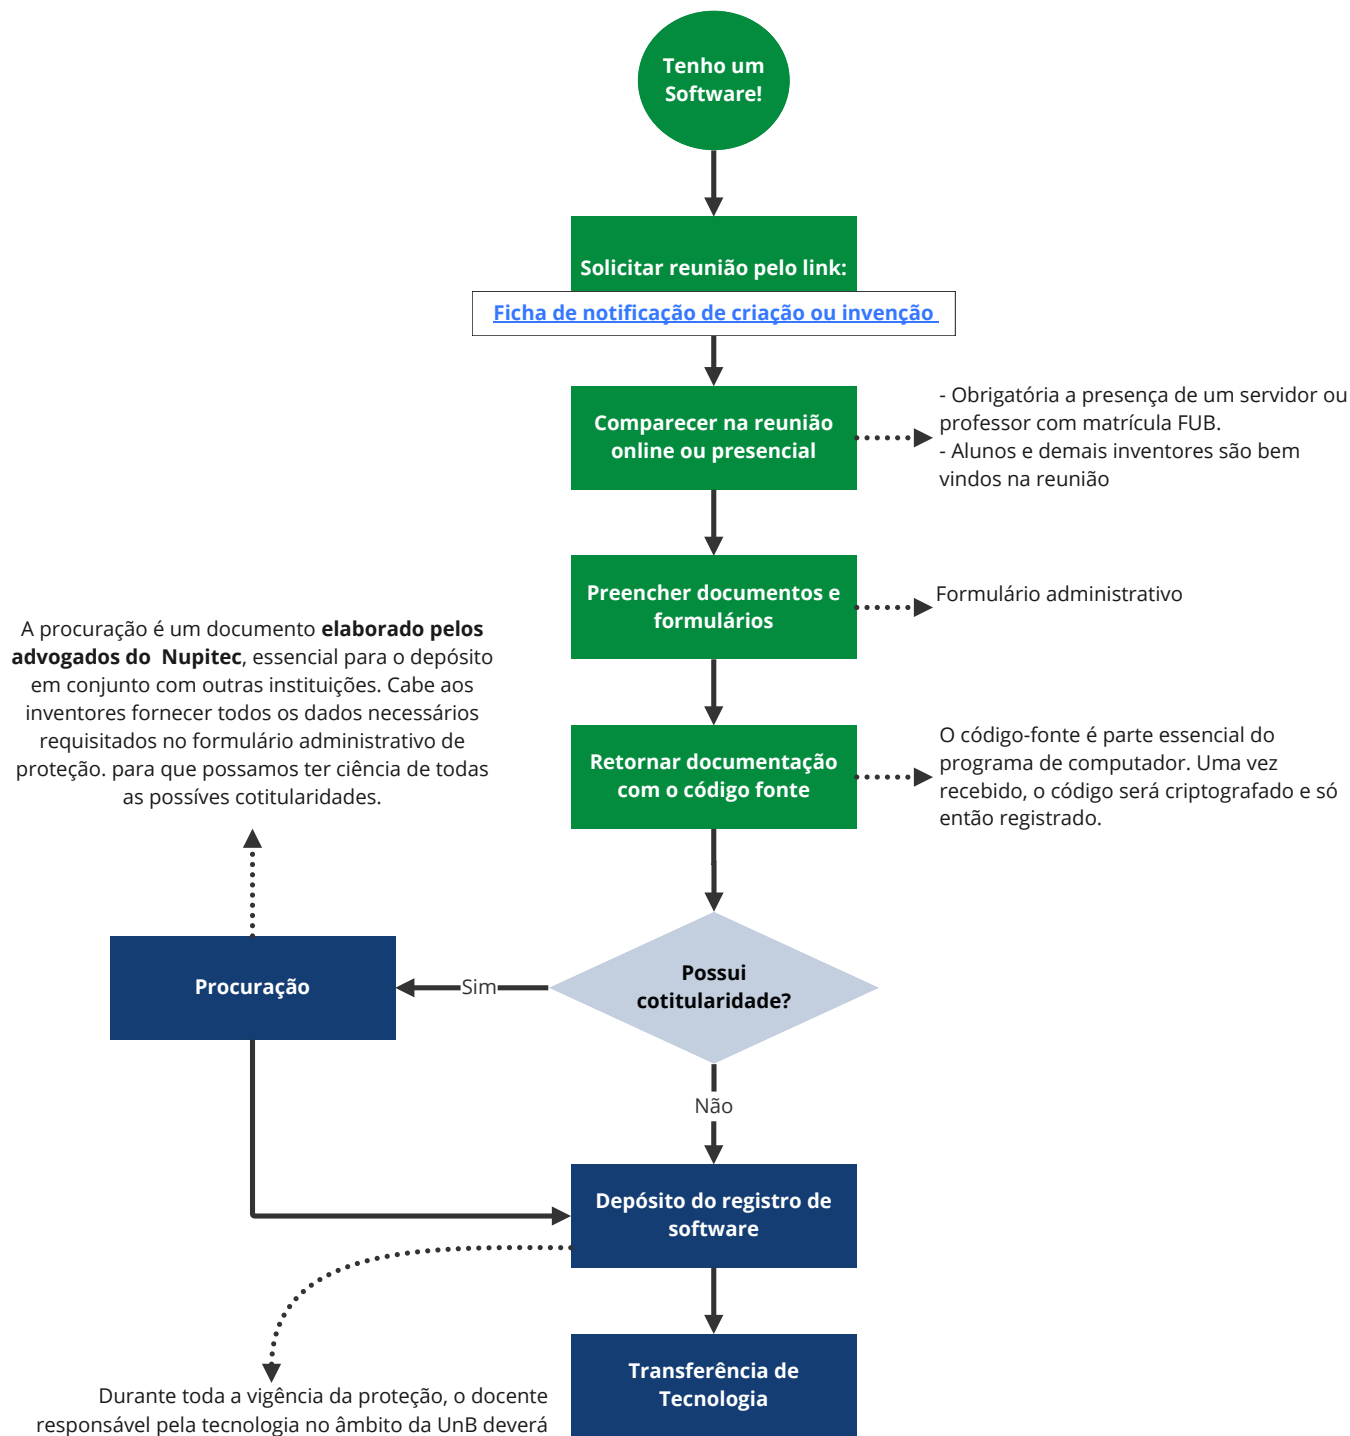 Tenho um
Software!
Solicitar reunião pelo link:
Ficha de notificação de criação ou invenção
Comparecer na reunião
online ou presencial
- Obrigatória a presença de um servidor ou
professor com matrícula FUB.
- Alunos e demais inventores são bem
vindos na reunião
Preencher documentos e
formulários
Formulário administrativo
A procuração é um documento elaborado pelos
advogados do  Nupitec, essencial para o depósito
em conjunto com outras instituições. Cabe aos
inventores fornecer todos os dados necessários
requisitados no formulário administrativo de
proteção. para que possamos ter ciência de todas
as possíves cotitularidades.
Retornar documentação
com o código fonte
O código-fonte é parte essencial do
programa de computador. Uma vez
recebido, o código será criptografado e só
então registrado.
Possui
cotitularidade?
Sim
Procuração
Não
Depósito do registro de
software
Transferência de
Tecnologia
Durante toda a vigência da proteção, o docente
responsável pela tecnologia no âmbito da UnB deverá